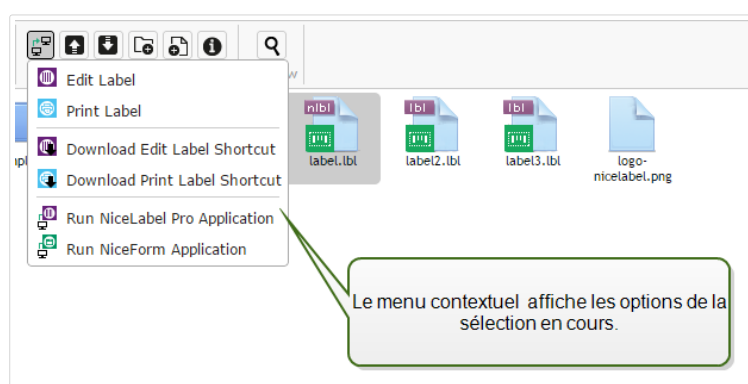 Edit Label
Print Label
Download Edit Label Shortcut
Download Print Label Shortcut
Run NiceLabel Pro Application
Run NiceForm Application
nlbl
lbl
lbl
label.lbl
label2.lbl
label3.lbl
logo-
nicelabel.png
Le menu contextuel affiche les options de la
sélection en cours.